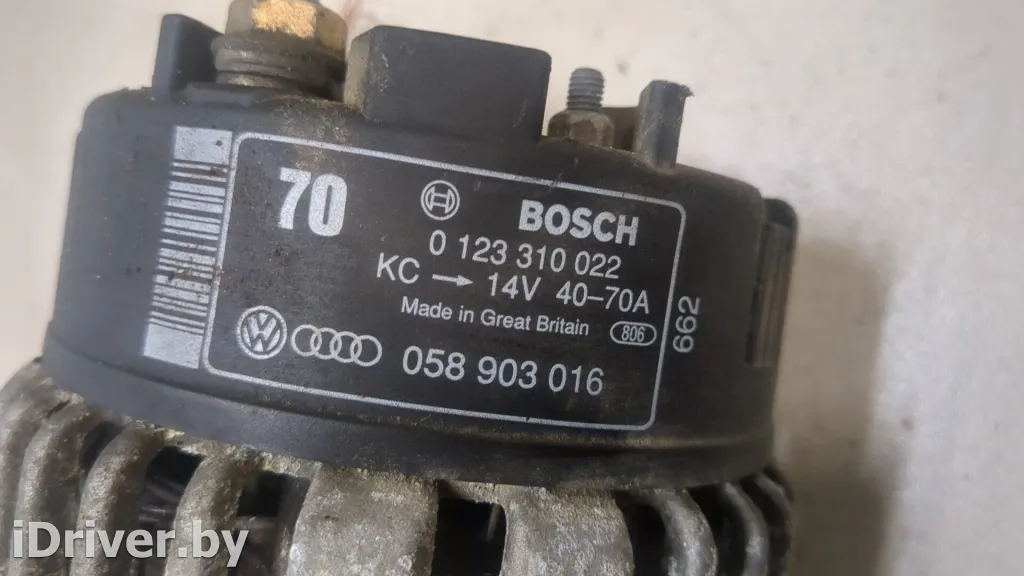 70
BOSCH
0 123 310 022
KC → 14V 40-70A
Made in Great Britain 806
662
058 903 016
iDriver.by